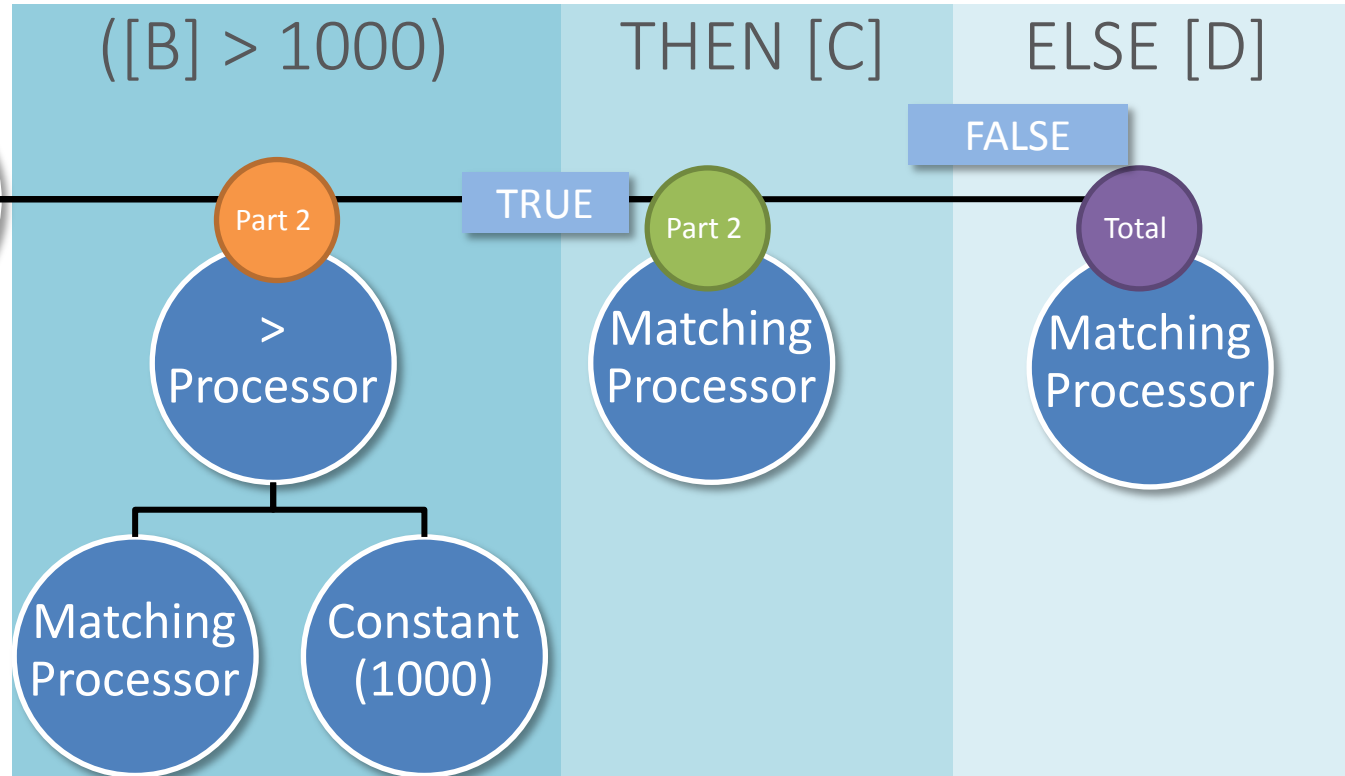 ([B] > 1000)
THEN [C]
ELSE [D]
FALSE
TRUE
Part 2
Part 2
Total
>
Processor
Matching
Processor
Matching
Processor
Matching
Processor
Constant
(1000)